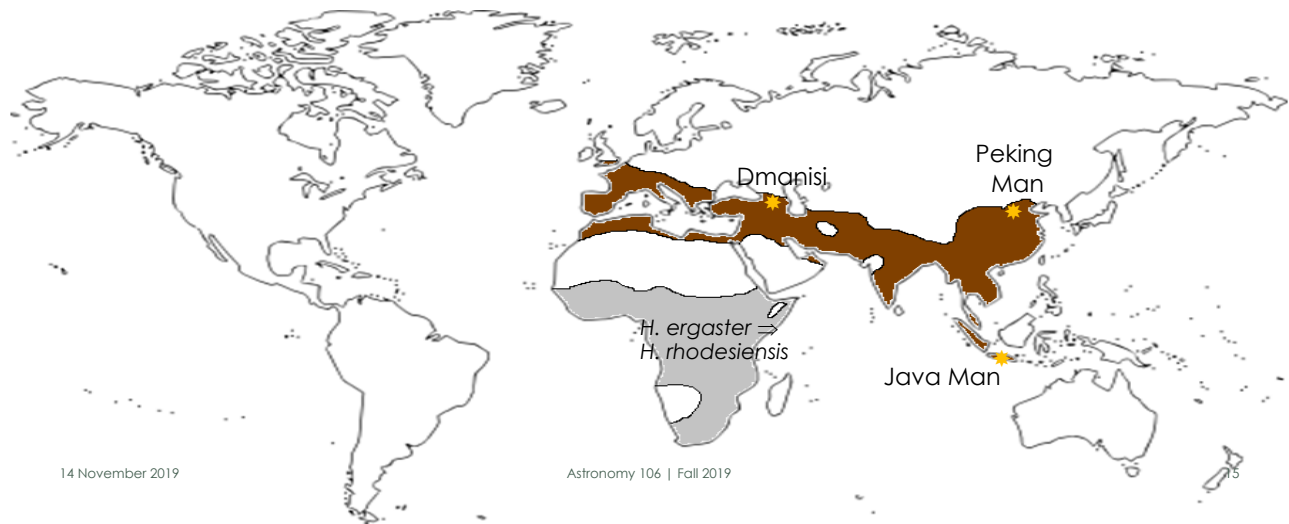 Peking
Man
Dmanisi
H. ergaster ⇒
H. rhodesiensis
Java Man
14 November 2019
Astronomy 106 | Fall 2019
15